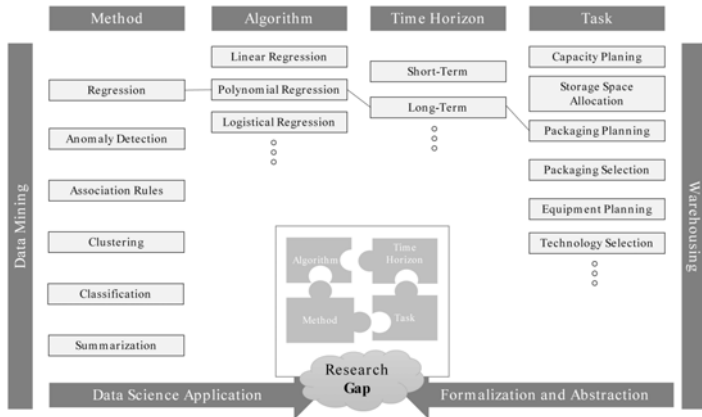 Method
Algorithm
Time Horizon
Task
Data Mining
Regression
Anomaly Detection
Association Rules
Clustering
Classification
Summarization
Linear Regression
Polynomial Regression
Logistical Regression
Short-Term
Long-Term
Capacity Planing
Storage Space
Allocation
Packaging Planning
Packaging Selection
Equipment Planning
Technology Selection
Warehousing
Algorithm
Time
Horizon
Method
Task
Data Science Application
Research
Gap
Formalization and Abstraction